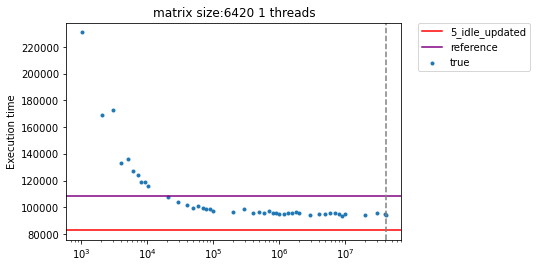 matrix size:6420 1 threads
Execution time
220000
200000
180000
160000
140000
120000
100000
80000
10³
10⁴
10⁵
10⁶
10⁷
5_idle_updated
reference
true